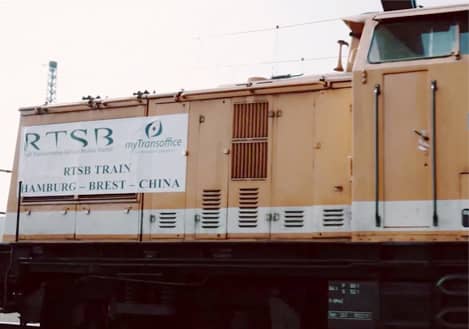 RTSB
myTransoffice
RTSB TRAIN
HAMBURG – BREST – CHINA